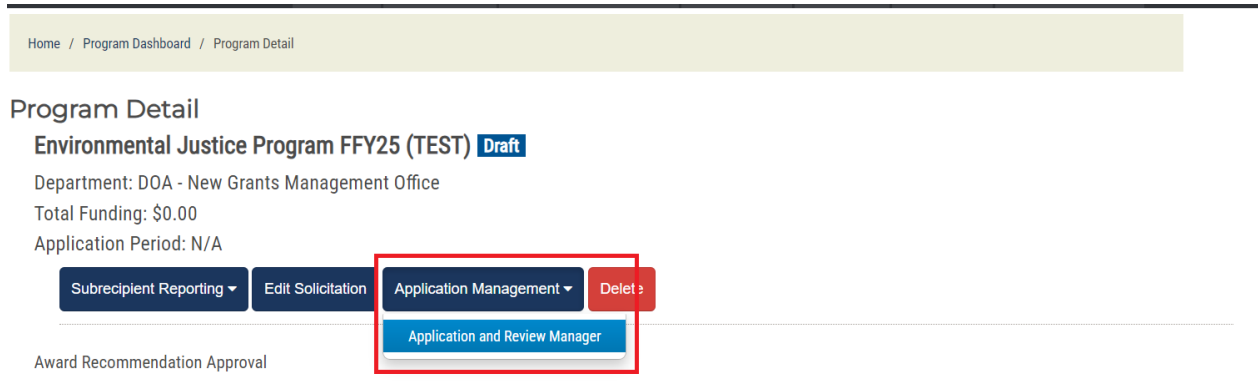 Home / Program Dashboard / Program Detail
Program Detail
Environmental Justice Program FFY25 (TEST) Draft
Department: DOA - New Grants Management Office
Total Funding: $0.00
Application Period: N/A
Subrecipient Reporting Edit Solicitation Application Management Delete
Application and Review Manager
Award Recommendation Approval